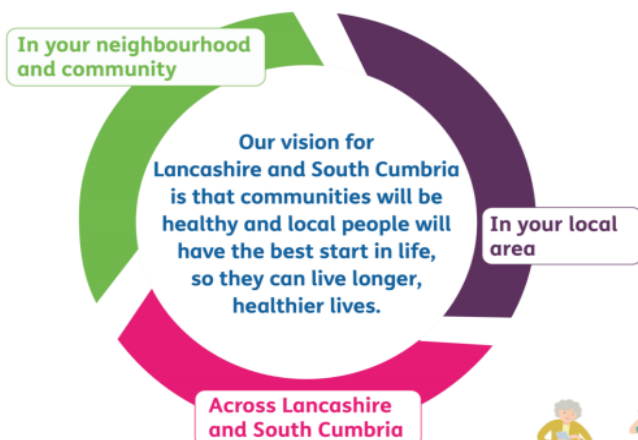 In your neighbourhood
and community
Our vision for
Lancashire and South Cumbria
is that communities will be
healthy and local people will
have the best start in life,
so they can live longer,
healthier lives.
In your local
area
Across Lancashire
and South Cumbria